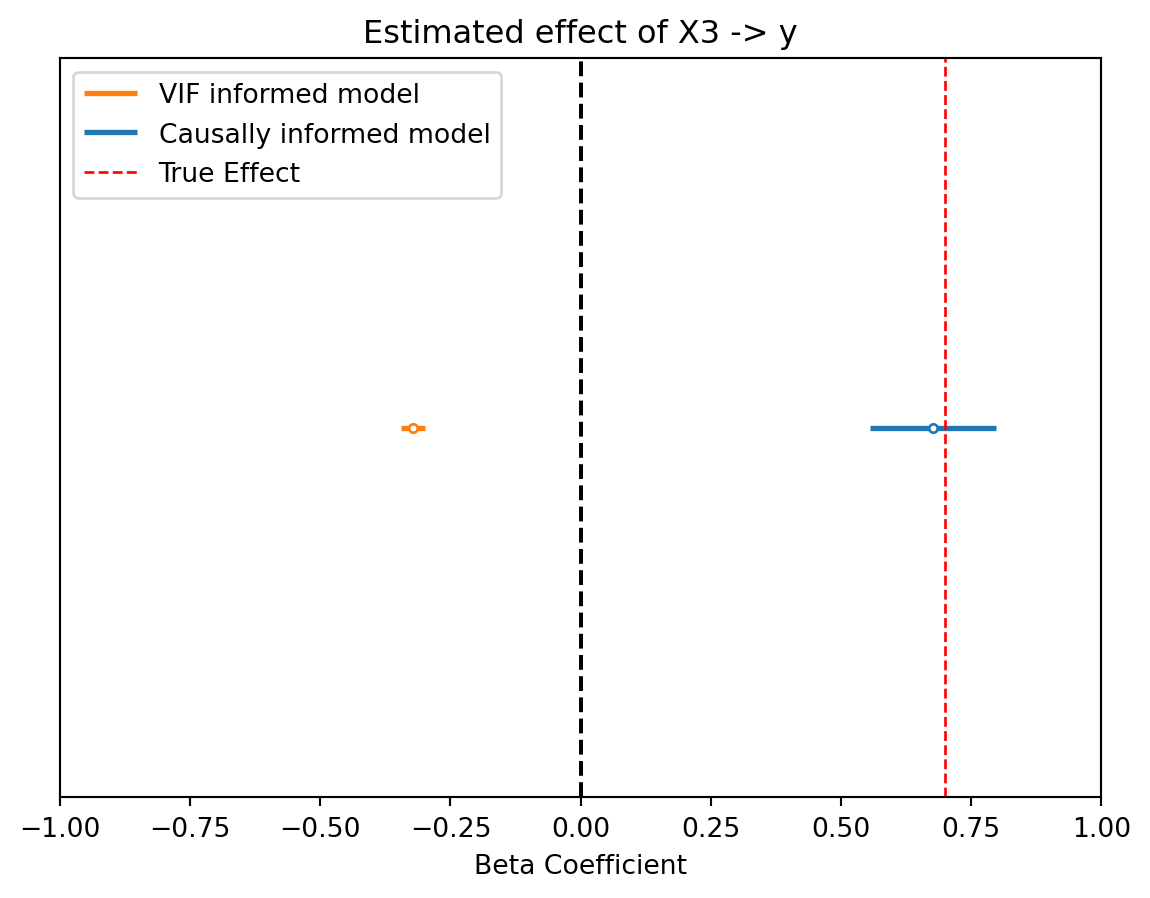 Estimated effect of X3 -> y
VIF informed model
Causally informed model
True Effect
−1.00 −0.75 −0.50 −0.25 0.00 0.25 0.50 0.75 1.00
Beta Coefficient